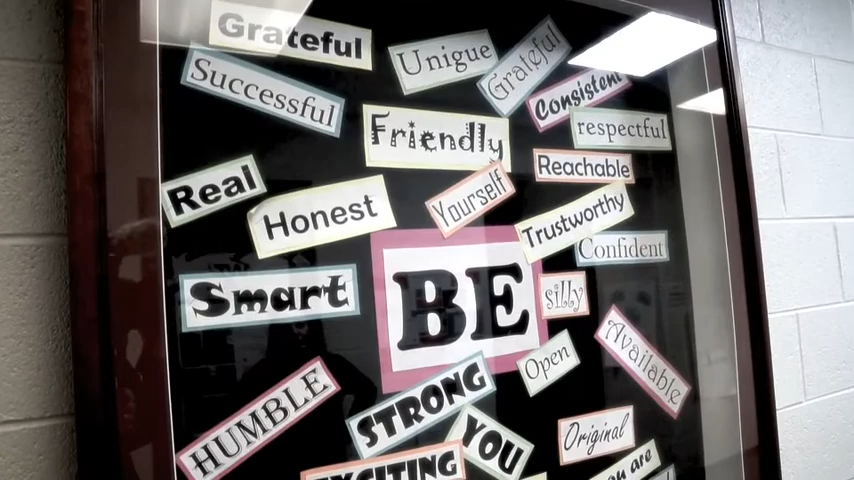 Grateful
Unique
Grateful
Successful
Consistent
Friendly
respectful
Reachable
Real
Yourself
Honest
Trustworthy
Confident
Smart
BE
silly
Open
Available
HUMBLE
STRONG
YOU
Original
EXCITING
you are